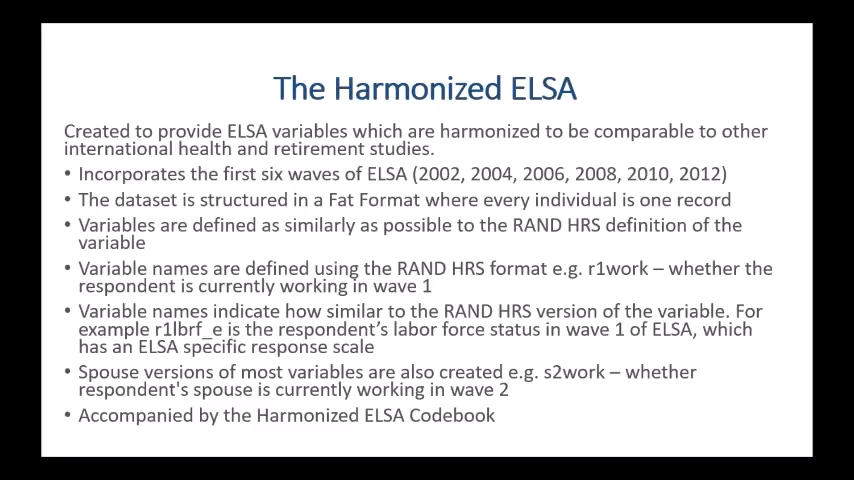 The Harmonized ELSA
Created to provide ELSA variables which are harmonized to be comparable to other
international health and retirement studies.
• Incorporates the first six waves of ELSA (2002, 2004, 2006, 2008, 2010, 2012)
• The dataset is structured in a Fat Format where every individual is one record
• Variables are defined as similarly as possible to the RAND HRS definition of the
variable
• Variable names are defined using the RAND HRS format e.g. r1work – whether the
respondent is currently working in wave 1
• Variable names indicate how similar to the RAND HRS version of the variable. For
example r1lbrf_e is the respondent’s labor force status in wave 1 of ELSA, which
has an ELSA specific response scale
• Spouse versions of most variables are also created e.g. s2work – whether
respondent's spouse is currently working in wave 2
• Accompanied by the Harmonized ELSA Codebook